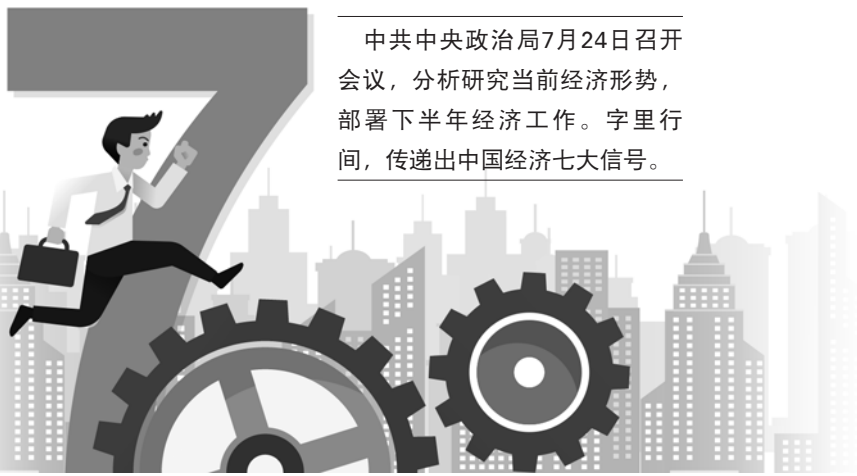 7
中共中央政治局7月24日召开
会议，分析研究当前经济形势，
部署下半年经济工作。字里行
间，传递出中国经济七大信号。